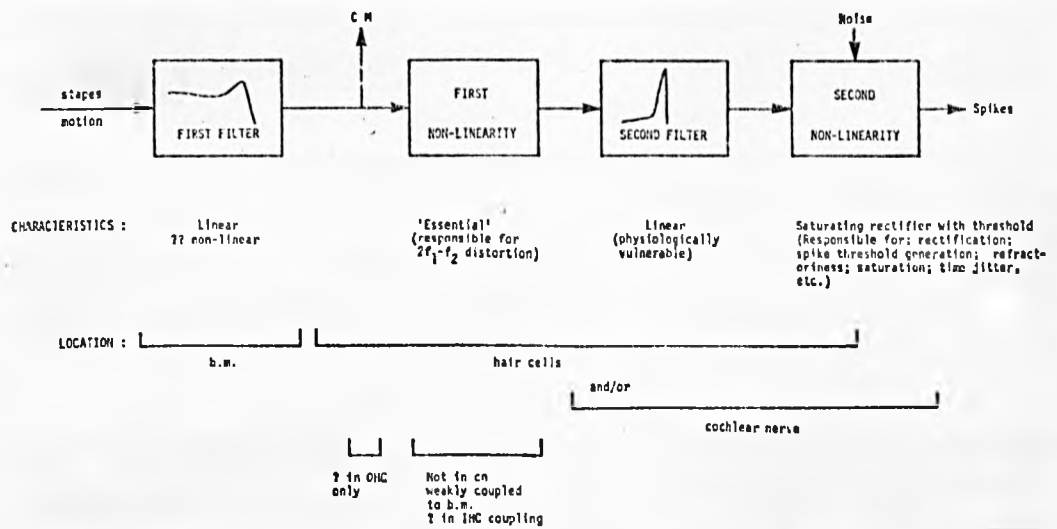 C M
Noise
stapes
motion
FIRST FILTER
FIRST
NON-LINEARITY
SECOND FILTER
SECOND
NON-LINEARITY
Spikes
CHARACTERISTICS :
Linear
?? non-linear
'Essential'
(responsible for
2f1-f2 distortion)
Linear
(physiologically
vulnerable)
Saturating rectifier with threshold
(Responsible for: rectification;
spike threshold generation; refract-
oriness; saturation; time jitter,
etc.)
LOCATION :
b.m.
hair cells
and/or
cochlear nerve
? in OHC
only
Not in cn
weakly coupled
to b.m.
? in IHC coupling